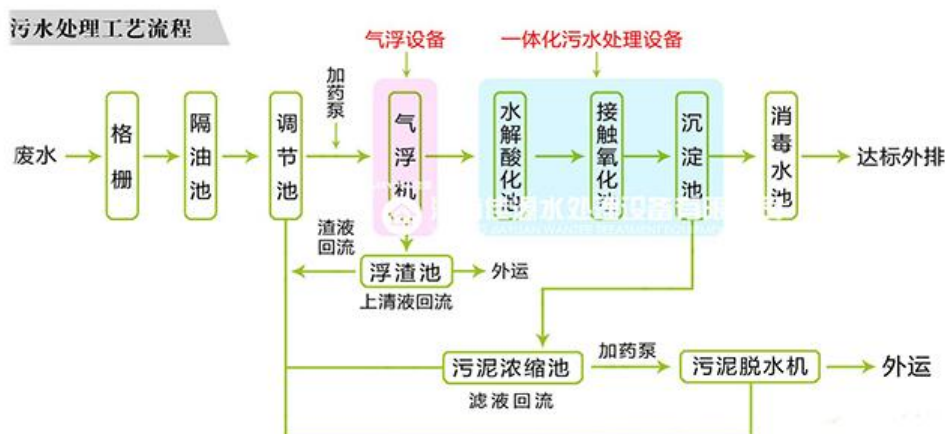 污水处理工艺流程
气浮设备
一体化污水处理设备
废水
格栅
隔油池
调节池
加药泵
气浮机
水解酸化池
接触氧化池
沉淀池
消毒水池
达标外排
渣液
回流
浮渣池
外运
上清液回流
污泥浓缩池
加药泵
污泥脱水机
外运
滤液回流